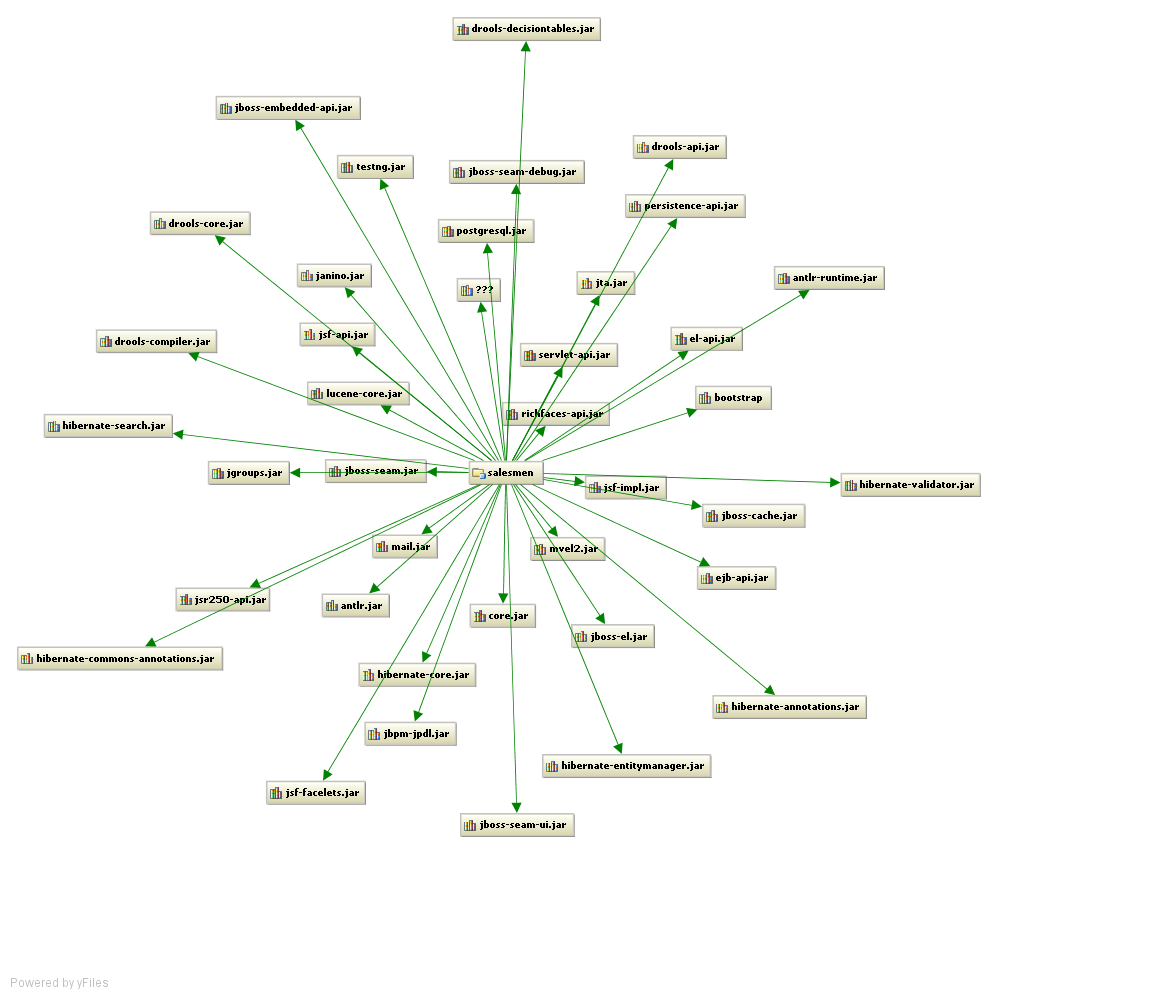 drools-decisiontables.jar
jboss-embedded-api.jar
drools-api.jar
testng.jar
jboss-seam-debug.jar
persistence-api.jar
drools-core.jar
postgresql.jar
janino.jar
antlr-runtime.jar
???
jta.jar
jsf-api.jar
el-api.jar
drools-compiler.jar
servlet-api.jar
lucene-core.jar
bootstrap
richfaces-api.jar
hibernate-search.jar
jgroups.jar
jboss-seam.jar
salesmen
jsf-impl.jar
hibernate-validator.jar
jboss-cache.jar
mail.jar
mvel2.jar
ejb-api.jar
jsr250-api.jar
antlr.jar
core.jar
jboss-el.jar
hibernate-commons-annotations.jar
hibernate-core.jar
hibernate-annotations.jar
jbpm-jpdl.jar
hibernate-entitymanager.jar
jsf-facelets.jar
jboss-seam-ui.jar
Powered by yFiles